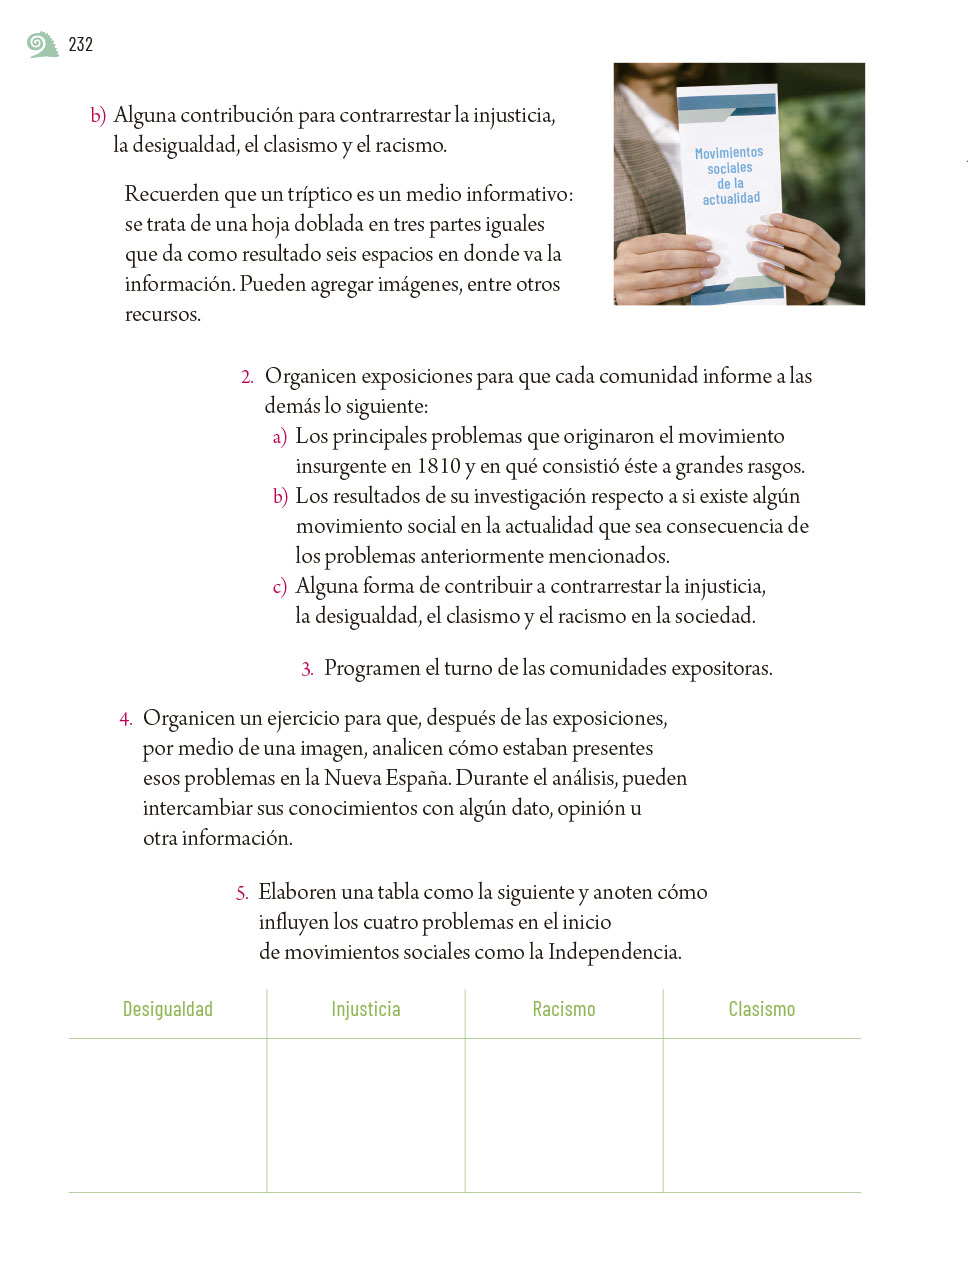 232
b) Alguna contribución para contrarrestar la injusticia,
la desigualdad, el clasismo y el racismo.
Recuerden que un tríptico es un medio informativo:
se trata de una hoja doblada en tres partes iguales
que da como resultado seis espacios en donde va la
información. Pueden agregar imágenes, entre otros
recursos.
Movimientos
sociales
de la
actualidad
2. Organicen exposiciones para que cada comunidad informe a las
demás lo siguiente:
a) Los principales problemas que originaron el movimiento
insurgente en 1810 y en qué consistió éste a grandes rasgos.
b) Los resultados de su investigación respecto a si existe algún
movimiento social en la actualidad que sea consecuencia de
los problemas anteriormente mencionados.
c) Alguna forma de contribuir a contrarrestar la injusticia,
la desigualdad, el clasismo y el racismo en la sociedad.
3. Programen el turno de las comunidades expositoras.
4. Organicen un ejercicio para que, después de las exposiciones,
por medio de una imagen, analicen cómo estaban presentes
esos problemas en la Nueva España. Durante el análisis, pueden
intercambiar sus conocimientos con algún dato, opinión u
otra información.
5. Elaboren una tabla como la siguiente y anoten cómo
influyen los cuatro problemas en el inicio
de movimientos sociales como la Independencia.
Desigualdad Injusticia Racismo Clasismo